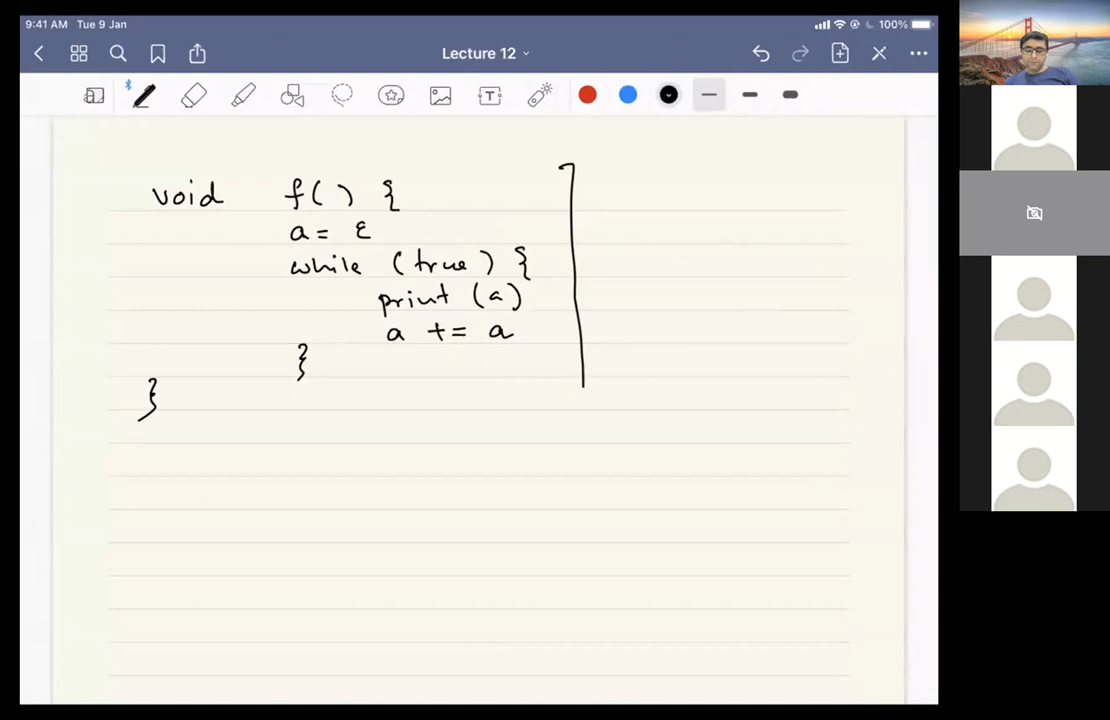 9:41 AM Tue 9 Jan
100%
Lecture 12
T
void f( ) {
a = ε
while (true) {
print (a)
a += a
}
}